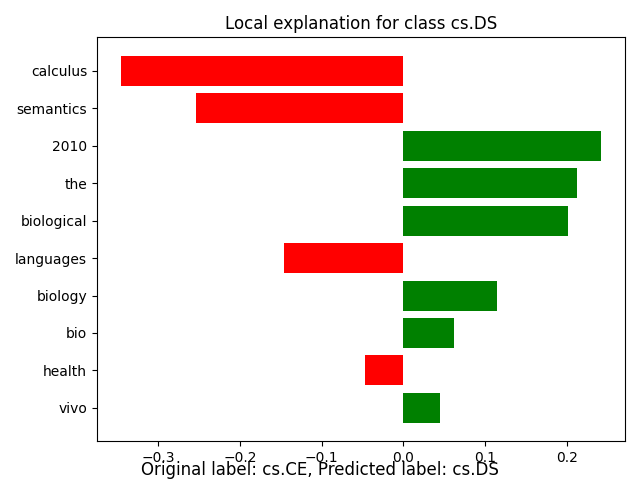 Local explanation for class cs.DS
calculus
semantics
2010
the
biological
languages
biology
bio
health
vivo
−0.3 −0.2 −0.1 0.0 0.1 0.2
Original label: cs.CE, Predicted label: cs.DS